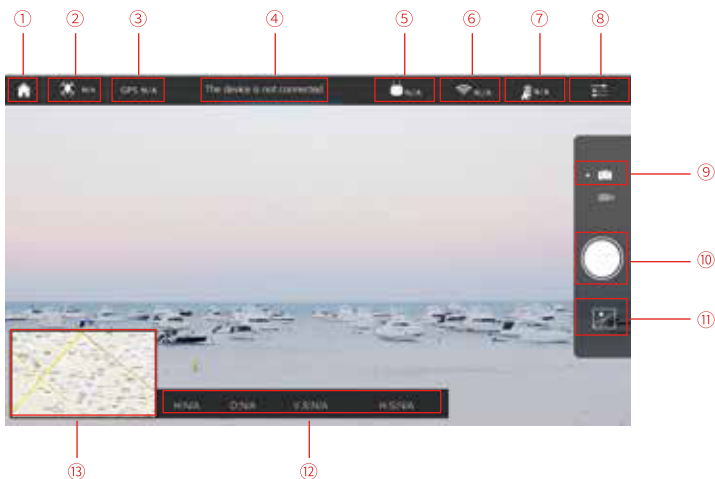 ① ② ③ ④ ⑤ ⑥ ⑦ ⑧
N/A GPS N/A The device is not connected N/A N/A N/A
⑨
⑩
⑪
H:N/A D:N/A V.S:N/A H.S:N/A
⑬ ⑫